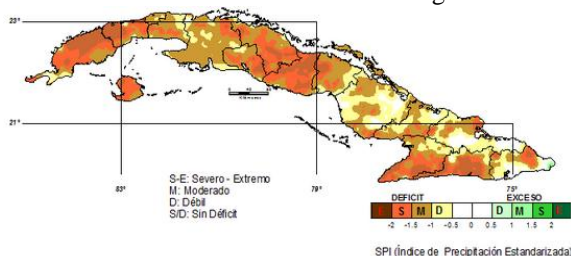 23°
21°
83°
79°
75°
S-E: Severo - Extremo
M: Moderado
D: Débil
S/D: Sin Déficit
DEFICIT EXCESO
E S M D D M S E
-2 -1.5 -1 -0.5 0 0.5 1 1.5 2
SPI (Índice de Precipitación Estandarizada)